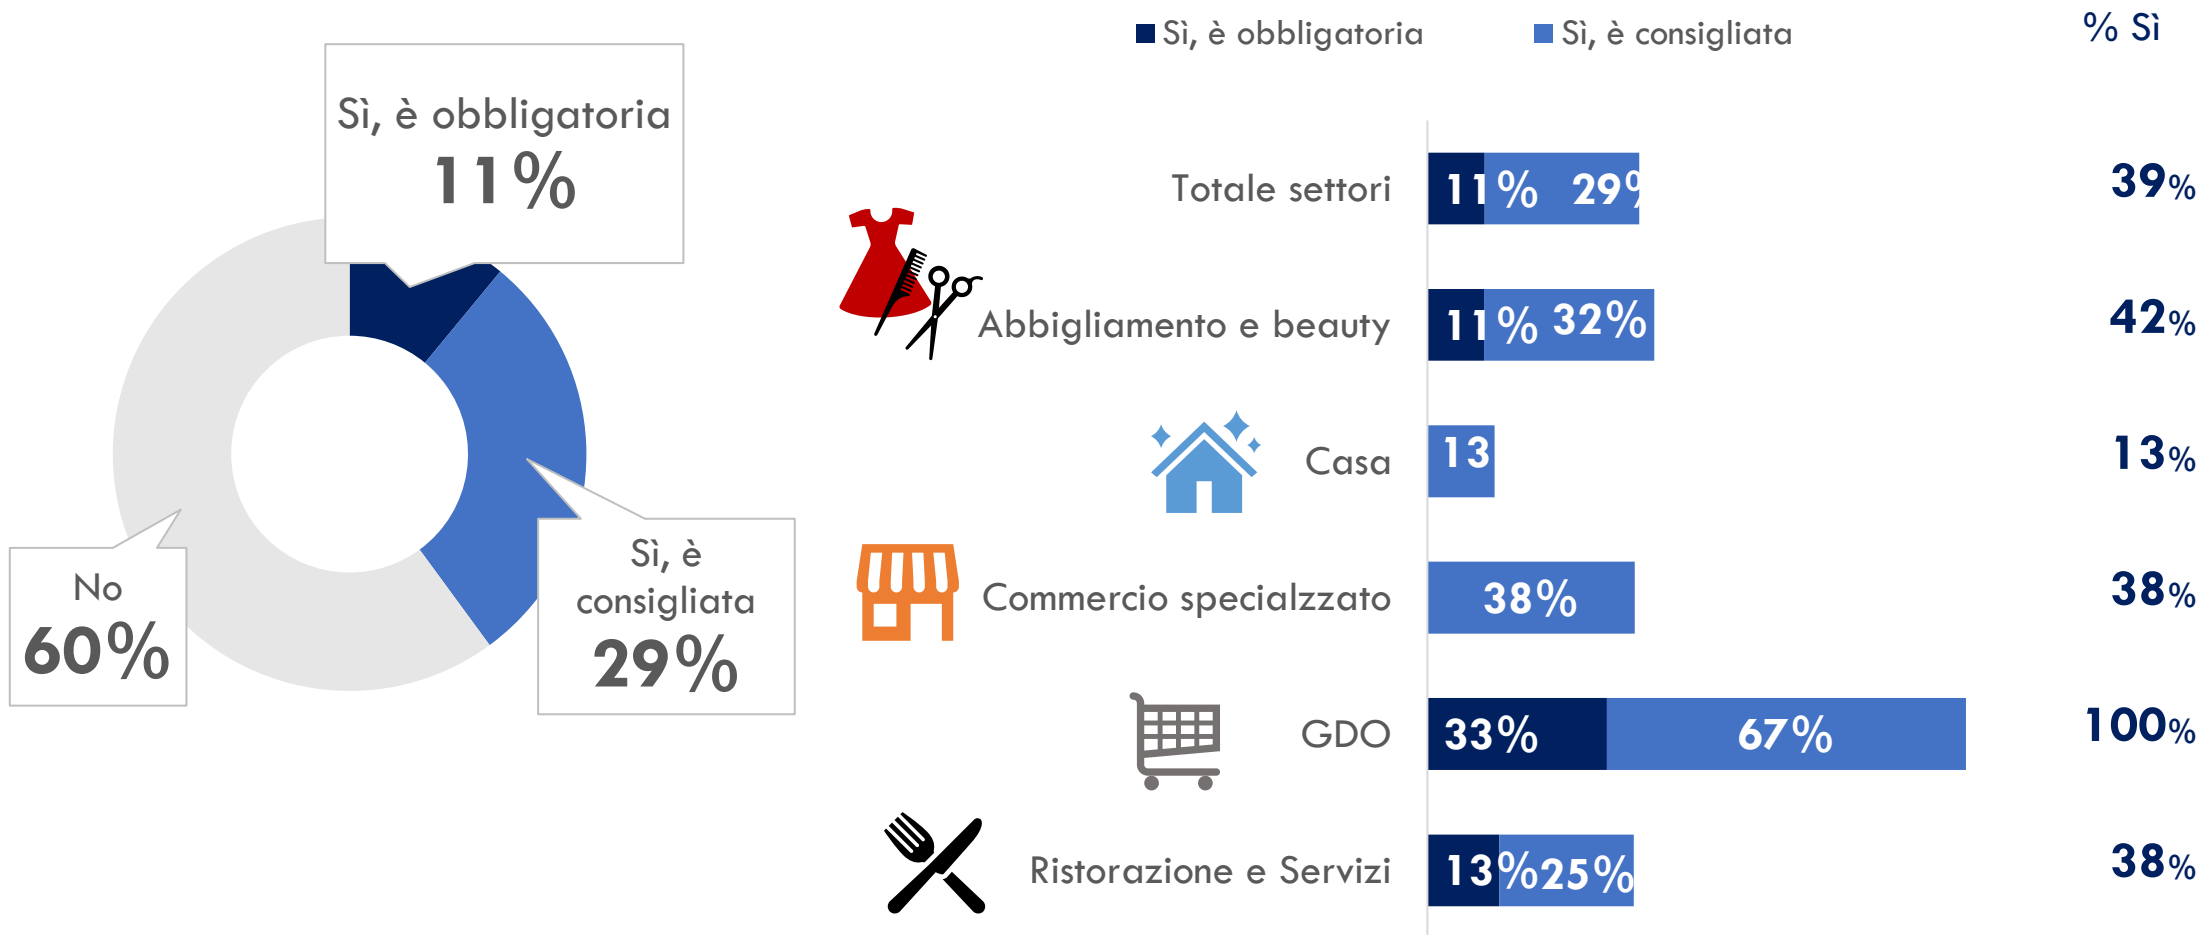 Sì, è obbligatoria
11%
Sì, è
consigliata
29%
No
60%
Sì, è obbligatoria Sì, è consigliata % Sì
Totale settori 11% 29% 39%
Abbigliamento e beauty 11% 32% 42%
Casa 13 13%
Commercio specialzzato 38% 38%
GDO 33% 67% 100%
Ristorazione e Servizi 13% 25% 38%